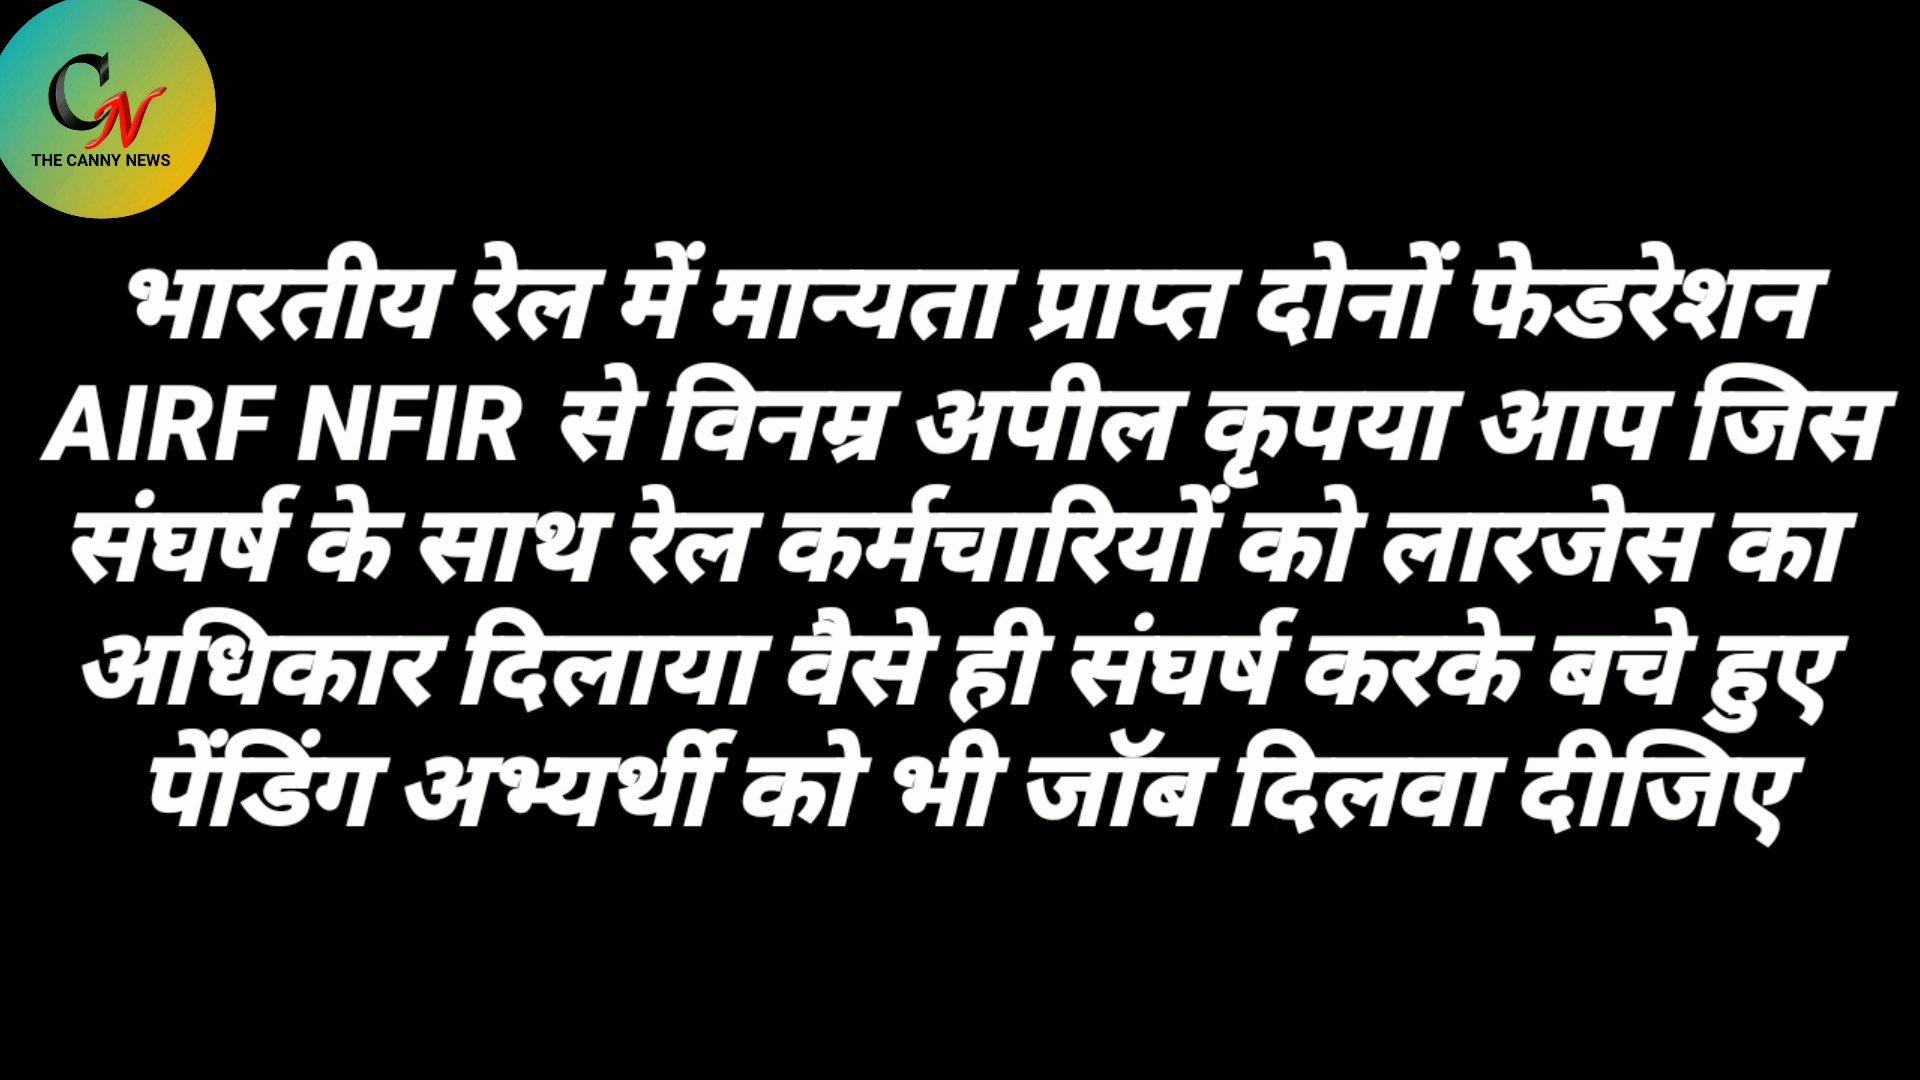 CN
THE CANNY NEWS
भारतीय रेल में मान्यता प्राप्त दोनों फेडरेशन
AIRF NFIR से विनम्र अपील कृपया आप जिस
संघर्ष के साथ रेल कर्मचारियों को लारजेस का
अधिकार दिलाया वैसे ही संघर्ष करके बचे हुए
पेंडिंग अभ्यर्थी को भी जॉब दिलवा दीजिए